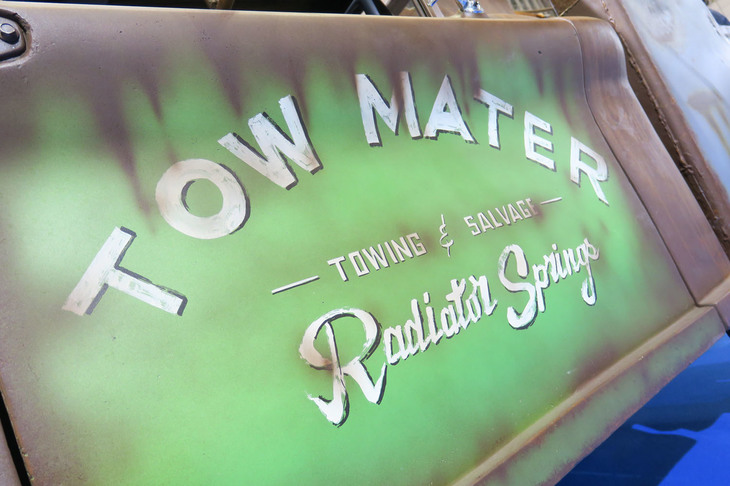 TOW MATER
TOWING & SALVAGE
Radiator Springs